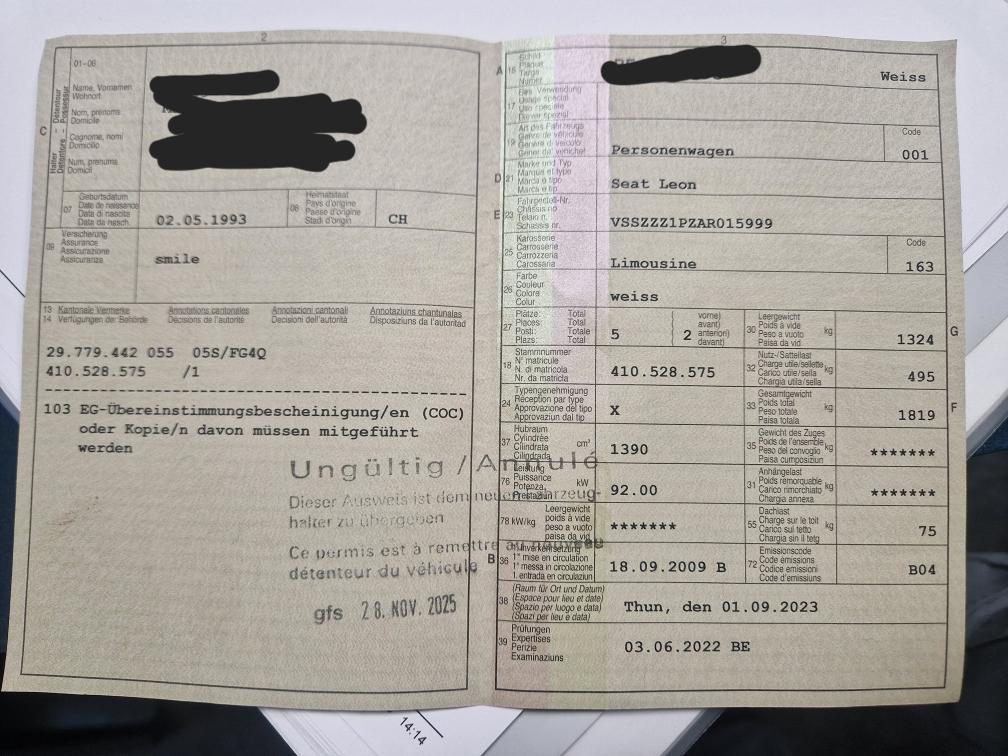 2
01-06
Name, Vornamen
Wohnort
Nom, prénoms
Domicile
Cognome, nomi
Domicilio
Num, prenums
Domicil
C
Halter – Détenteur
Detentore – Possessur
07
Geburtsdatum
Date de naissance
Data di nascita
Data da nasch.
02.05.1993
08
Heimatstaat
Pays d'origine
Paese d'origine
Stadi d'origin
CH
09
Versicherung
Assurance
Assicurazione
Assicuranza
smile
13 Kantonale Vermerke Annotations cantonales Annotazioni cantonali Annotaziuns chantunalas
14 Verfügungen der Behörde Décisions de l'autorité Decisioni dell'autorità Disposiziuns da l'autoritad
29.779.442 055 05S/FG4Q
410.528.575 /1
103 EG-Übereinstimmungsbescheinigung/en (COC)
oder Kopie/n davon müssen mitgeführt
werden
Ungültig / Annulé
Dieser Ausweis ist dem neuen Fahrzeug-
halter zu übergeben
Ce permis est à remettre au nouveau
détenteur du véhicule
gfs 28. NOV. 2025
3
A 15
Schild
Plaque
Targa
Numer
Weiss
17
Bes. Verwendung
Usage spécial
Uso speciale
Diever spezial
19
Art des Fahrzeugs
Genre de véhicule
Genere di veicolo
Gener da vehichel
Personenwagen
Code
001
D 21
Marke und Typ
Marque et type
Marca e tipo
Marca e tip
Seat Leon
E 23
Fahrgestell-Nr.
Châssis no
Telaio n.
Schassis nr.
VSSZZZ1PZAR015999
25
Karosserie
Carrosserie
Carrozzeria
Carossaria
Limousine
Code
163
26
Farbe
Couleur
Colore
Colur
weiss
27
Plätze: Total
Places: Total
Posti: Totale
Plazs: Total
5
2
vorne)
avant)
anteriori)
davant)
30
Leergewicht
Poids à vide
Peso a vuoto
Paisa da vid
kg
1324
G
18
Stammnummer
N° matricule
N. di matricola
Nr. da matricla
410.528.575
32
Nutz-/Sattellast
Charge utile/sellette
Carico utile/sella
Chargia utila/sella
kg
495
24
Typengenehmigung
Réception par type
Approvazione del tipo
Approvaziun dal tip
X
33
Gesamtgewicht
Poids total
Peso totale
Paisa totala
kg
1819
F
37
Hubraum
Cylindrée
Cilindrata
Cilindrada
cm³
1390
35
Gewicht des Zuges
Poids de l'ensemble
Peso del convoglio
Paisa cumposiziun
kg
*******
76
Leistung
Puissance
Potenza
Prestaziun
kW
92.00
31
Anhängelast
Poids remorquable
Carico rimorchiato
Chargia annexa
kg
*******
78 kW/kg
Leergewicht
poids à vide
peso a vuoto
paisa da vid
*******
55
Dachlast
Charge sur le toit
Carico sul tetto
Chargia sin il tetg
kg
75
B 36
1. Inverkehrsetzung
1re mise en circulation
1a messa in circolazione
1. entrada en circulaziun
18.09.2009 B
72
Emissionscode
Code émissions
Codice emissioni
Code d'emissiuns
B04
38
(Raum für Ort und Datum)
(Espace pour lieu et date)
(Spazio per luogo e data)
(Spazi per lieu e data)
Thun, den 01.09.2023
39
Prüfungen
Expertises
Perizie
Examinaziuns
03.06.2022 BE
14:14